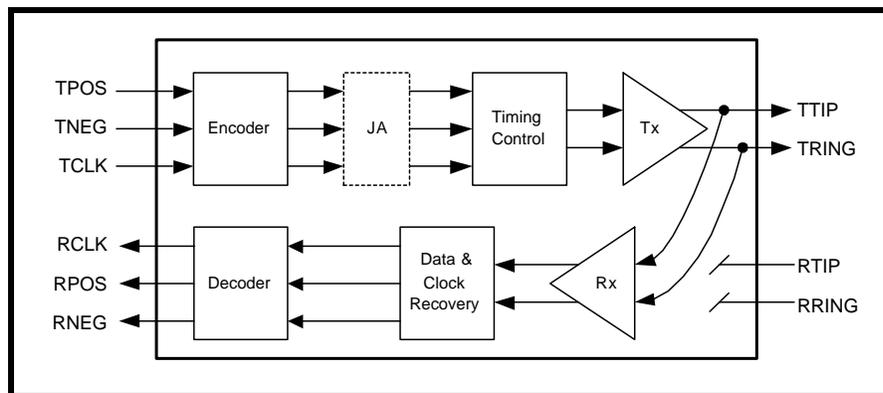 TPOS
TNEG
TCLK
Encoder
JA
Timing
Control
Tx
TTIP
TRING
RCLK
RPOS
RNEG
Decoder
Data &
Clock
Recovery
Rx
RTIP
RRING